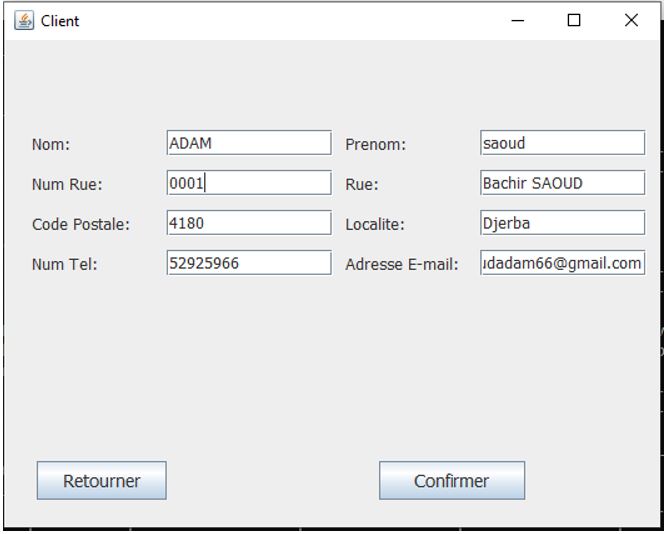 Client
Nom: ADAM Prenom: saoud
Num Rue: 0001 Rue: Bachir SAOUD
Code Postale: 4180 Localite: Djerba
Num Tel: 52925966 Adresse E-mail: dadam66@gmail.com
Retourner Confirmer